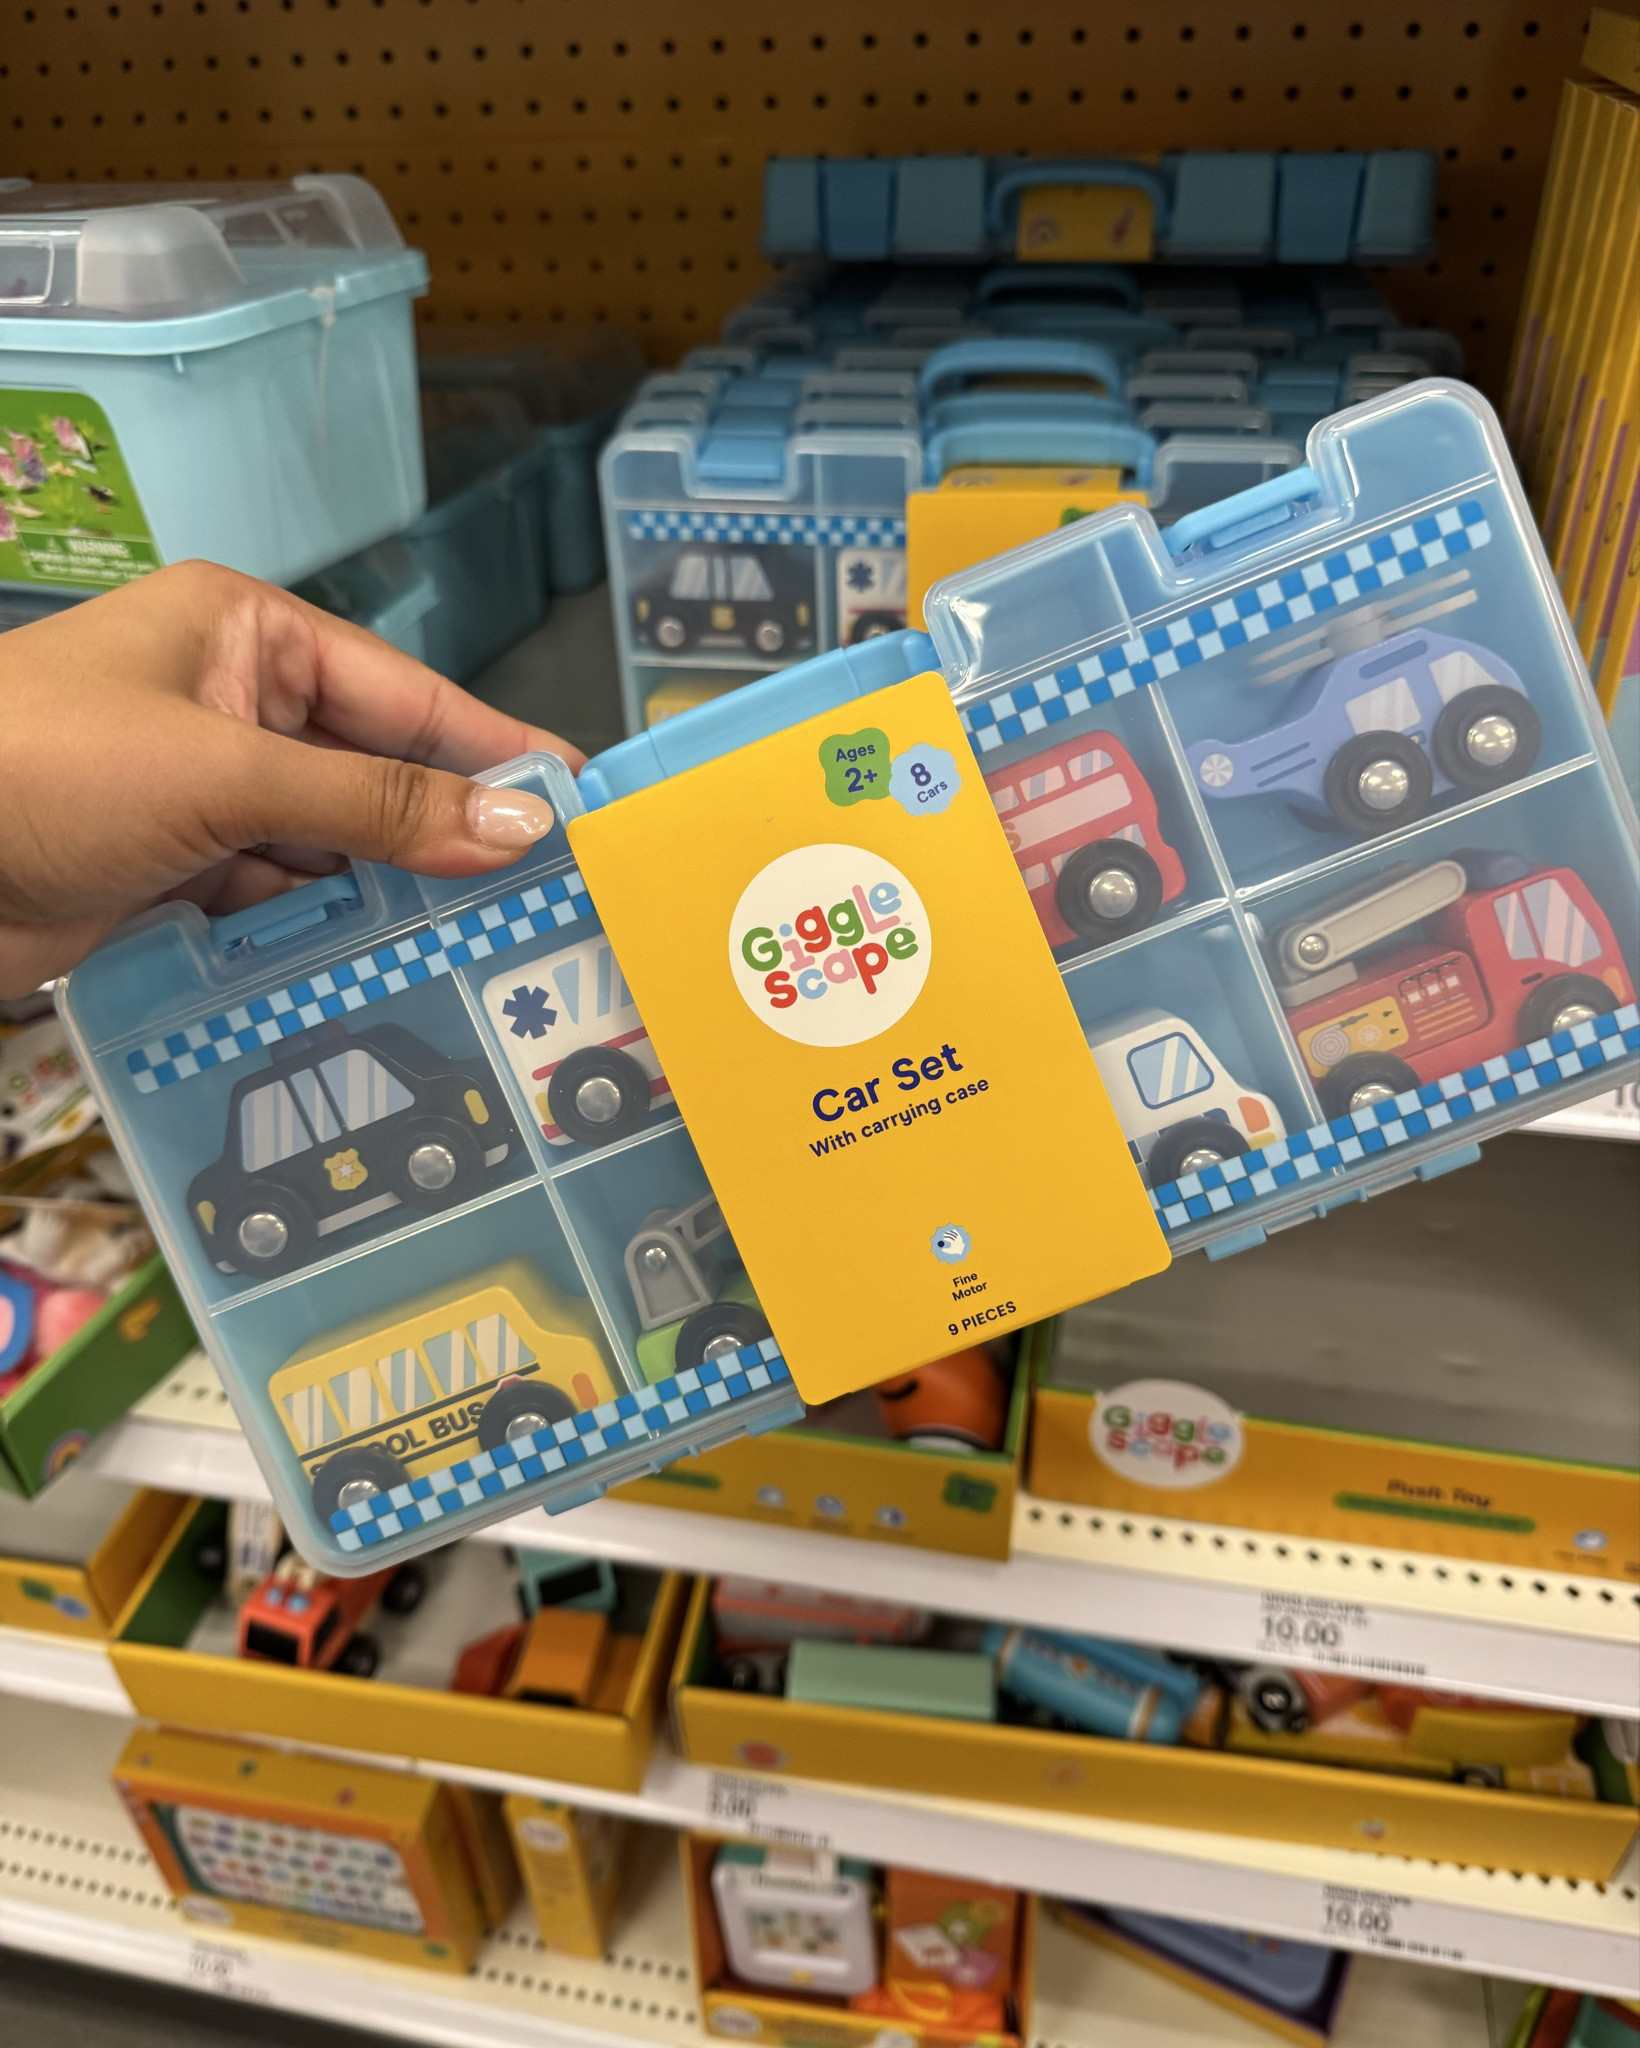 Ages
2+
8
Cars
Giggle
scape™
Car Set
With carrying case
Fine
Motor
9 PIECES
SCHOOL BUS
WARNING:
Giggle
scape
Push Toy
10.00
10.00